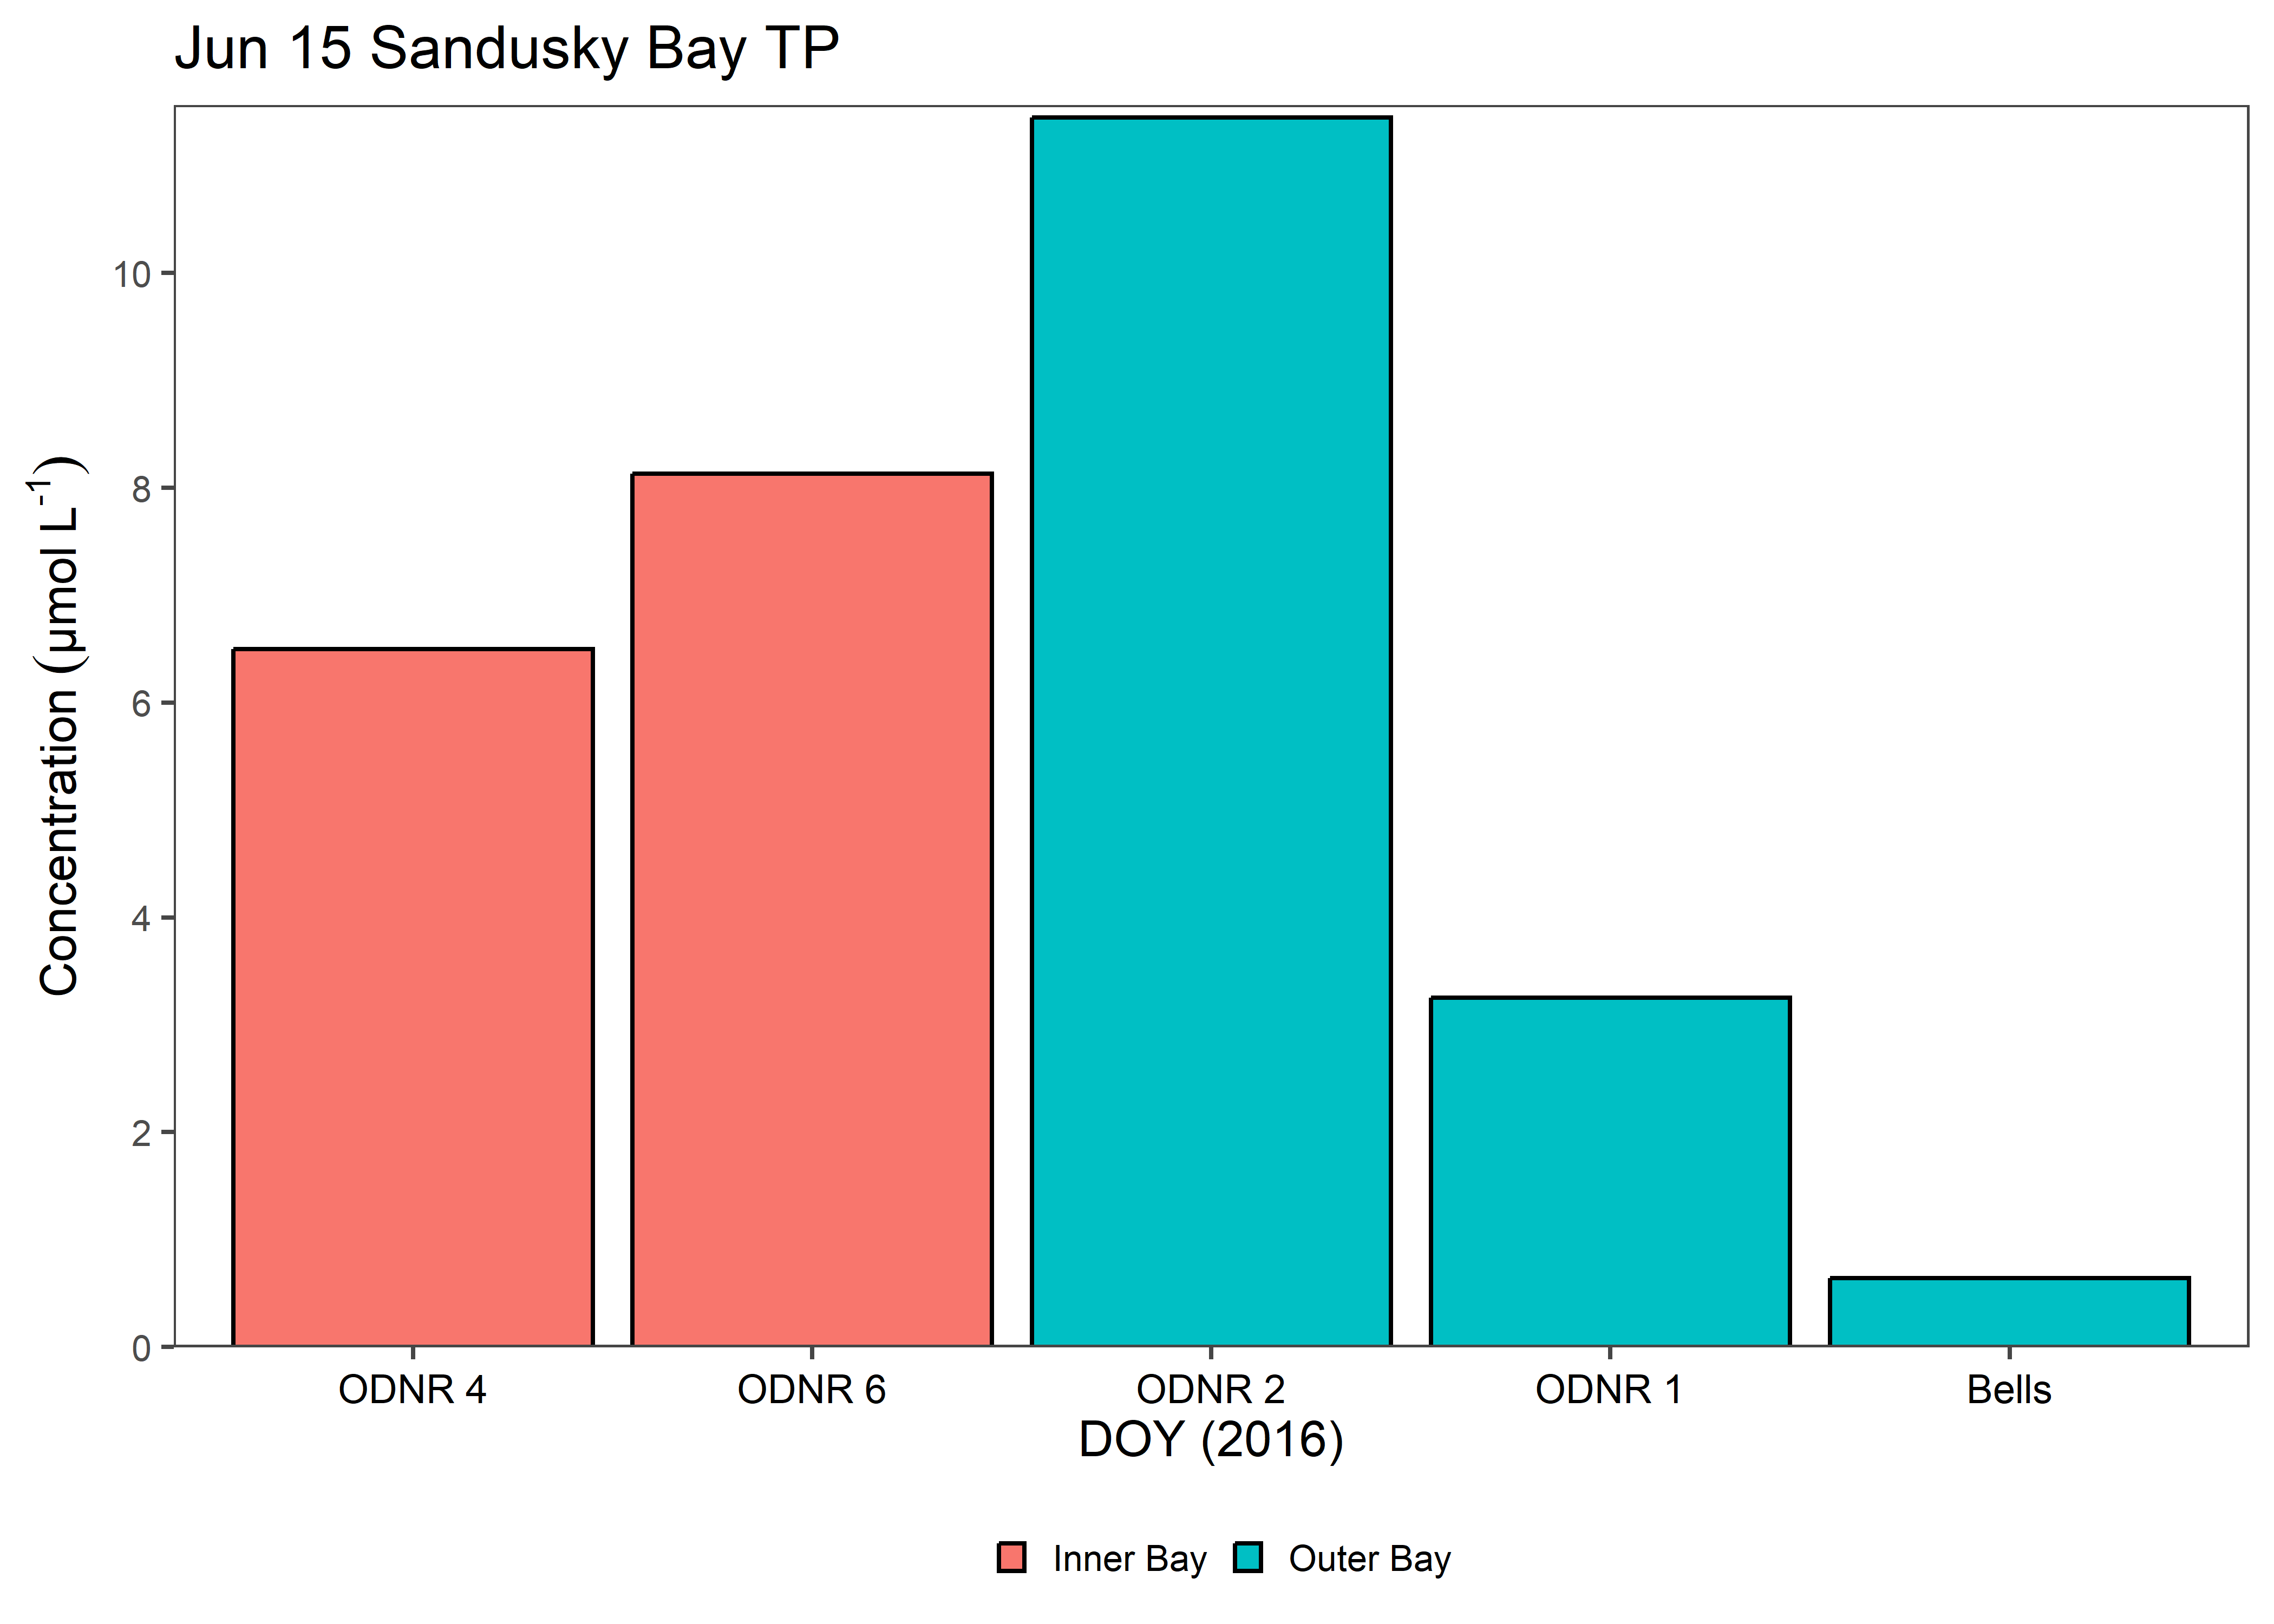 Jun 15 Sandusky Bay TP
Concentration (µmol L⁻¹)
10
8
6
4
2
0
ODNR 4 ODNR 6 ODNR 2 ODNR 1 Bells
DOY (2016)
Inner Bay Outer Bay